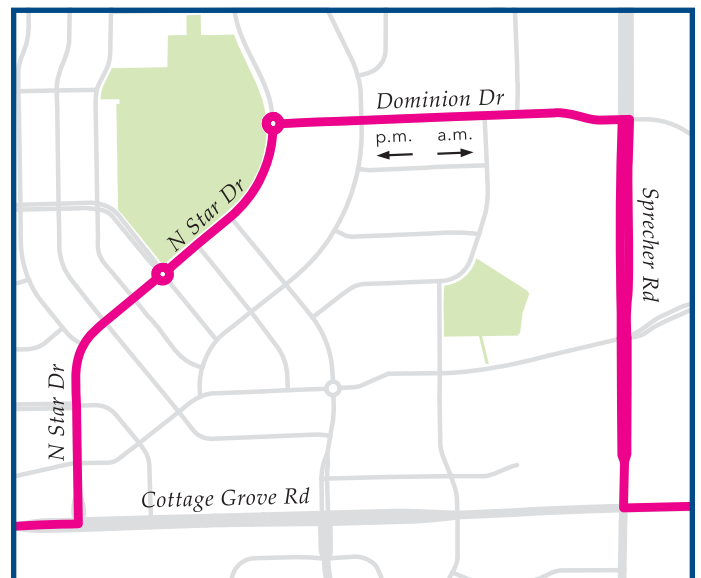 Dominion Dr
p.m.
a.m.
N Star Dr
Sprecher Rd
N Star Dr
Cottage Grove Rd